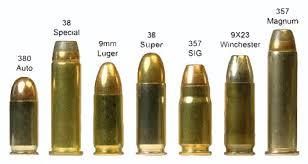 380
Auto
38
Special
9mm
Luger
38
Super
357
SIG
9X23
Winchester
357
Magnum